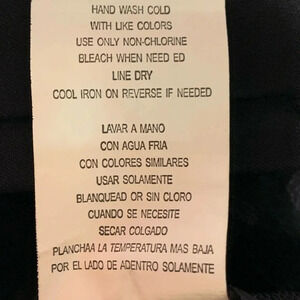 HAND WASH COLD
WITH LIKE COLORS
USE ONLY NON-CHLORINE
BLEACH WHEN NEED ED
LINE DRY
COOL IRON ON REVERSE IF NEEDED
LAVAR A MANO
CON AGUA FRIA
CON COLORES SIMILARES
USAR SOLAMENTE
BLANQUEAD OR SIN CLORO
CUANDO SE NECESITE
SECAR COLGADO
PLANCHAA LA TEMPERATURA MAS BAJA
POR EL LADO DE ADENTRO SOLAMENTE